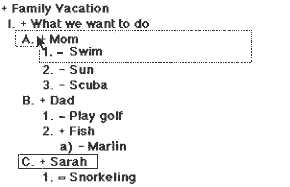 + Family Vacation
I. + What we want to do
A. + Mom
1. – Swim
2. – Sun
3. – Scuba
B. + Dad
1. – Play golf
2. + Fish
a) – Marlin
C. + Sarah
1. – Snorkeling